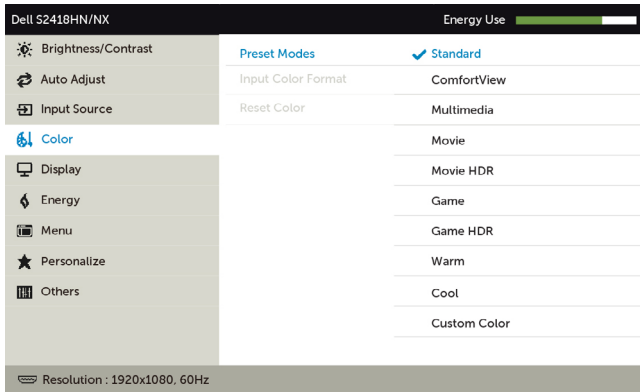 Dell S2418HN/NX
Energy Use
Brightness/Contrast
Auto Adjust
Input Source
Color
Display
Energy
Menu
Personalize
Others
Preset Modes
Input Color Format
Reset Color
Standard
ComfortView
Multimedia
Movie
Movie HDR
Game
Game HDR
Warm
Cool
Custom Color
Resolution : 1920x1080, 60Hz